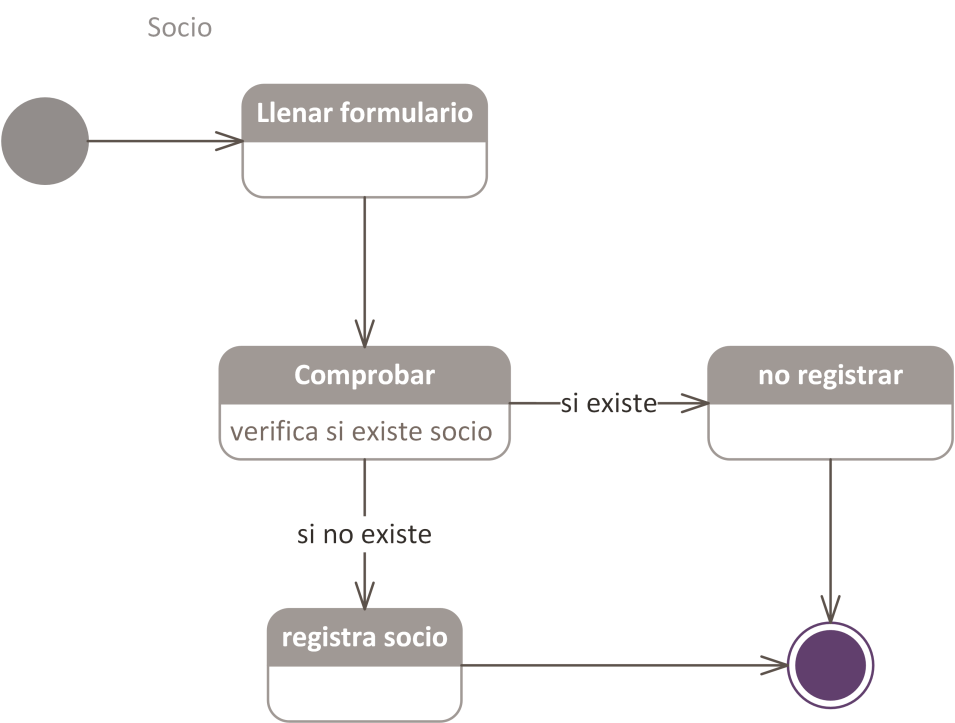 Socio
Llenar formulario
Comprobar
verifica si existe socio
si existe
no registrar
si no existe
registra socio